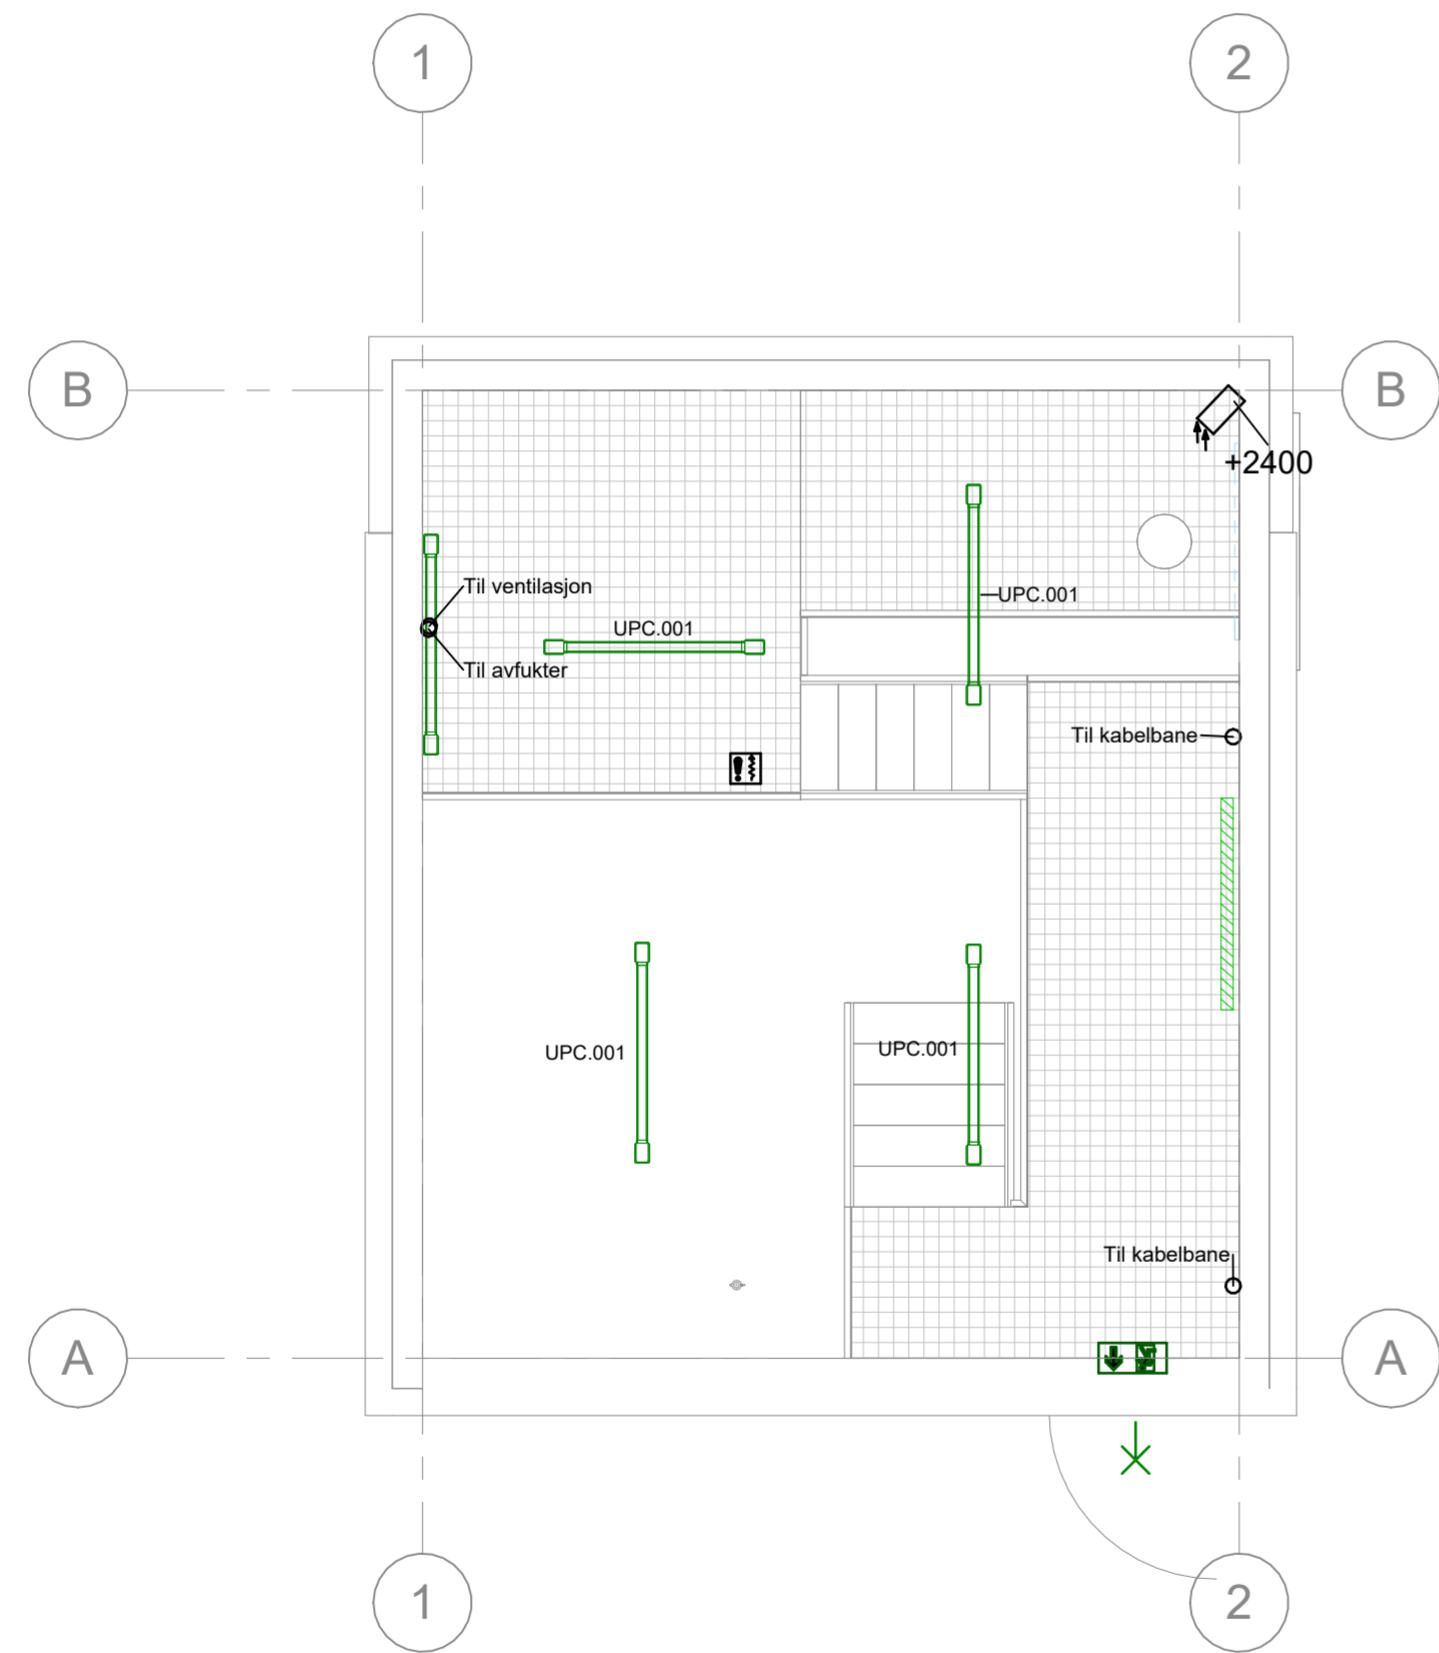 1
2
B
B
+2400
Til ventilasjon
UPC.001
UPC.001
Til avfukter
Til kabelbane
UPC.001
UPC.001
Til kabelbane
A
A
1
2